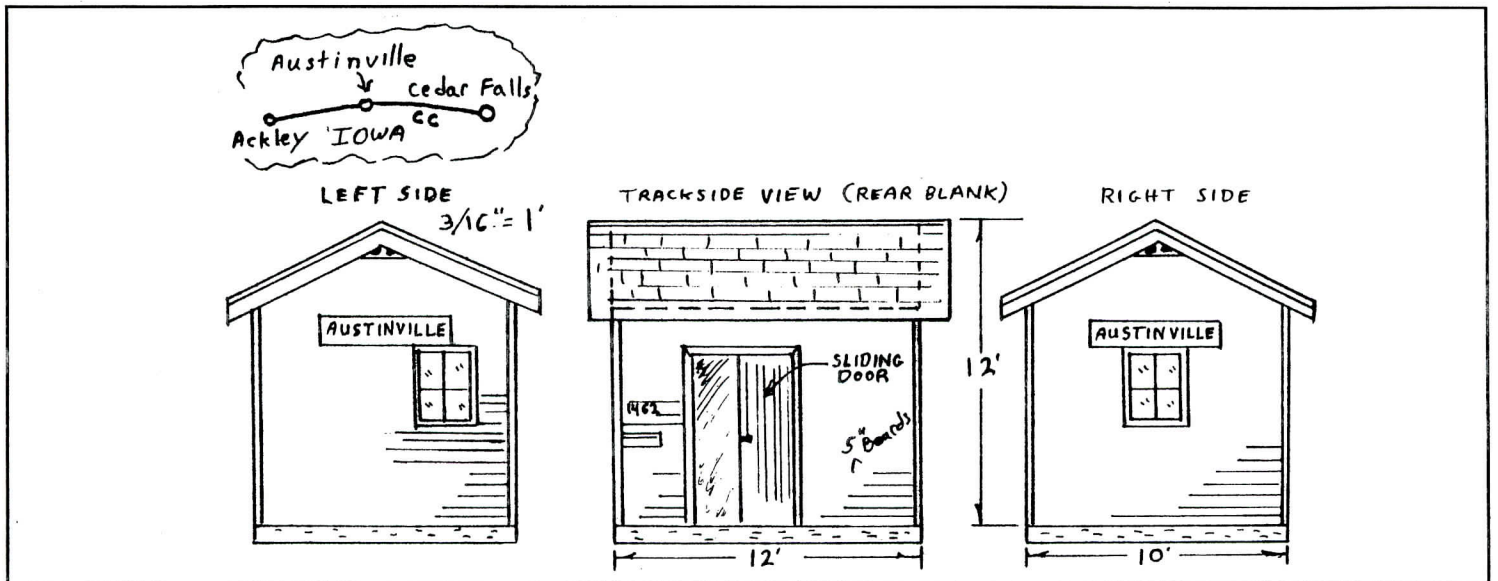 Austinville
Cedar Falls
CC
Ackley IOWA
LEFT SIDE
3/16" = 1'
TRACKSIDE VIEW (REAR BLANK)
RIGHT SIDE
AUSTINVILLE
SLIDING
DOOR
1462
5" Boards
12'
12'
AUSTINVILLE
10'